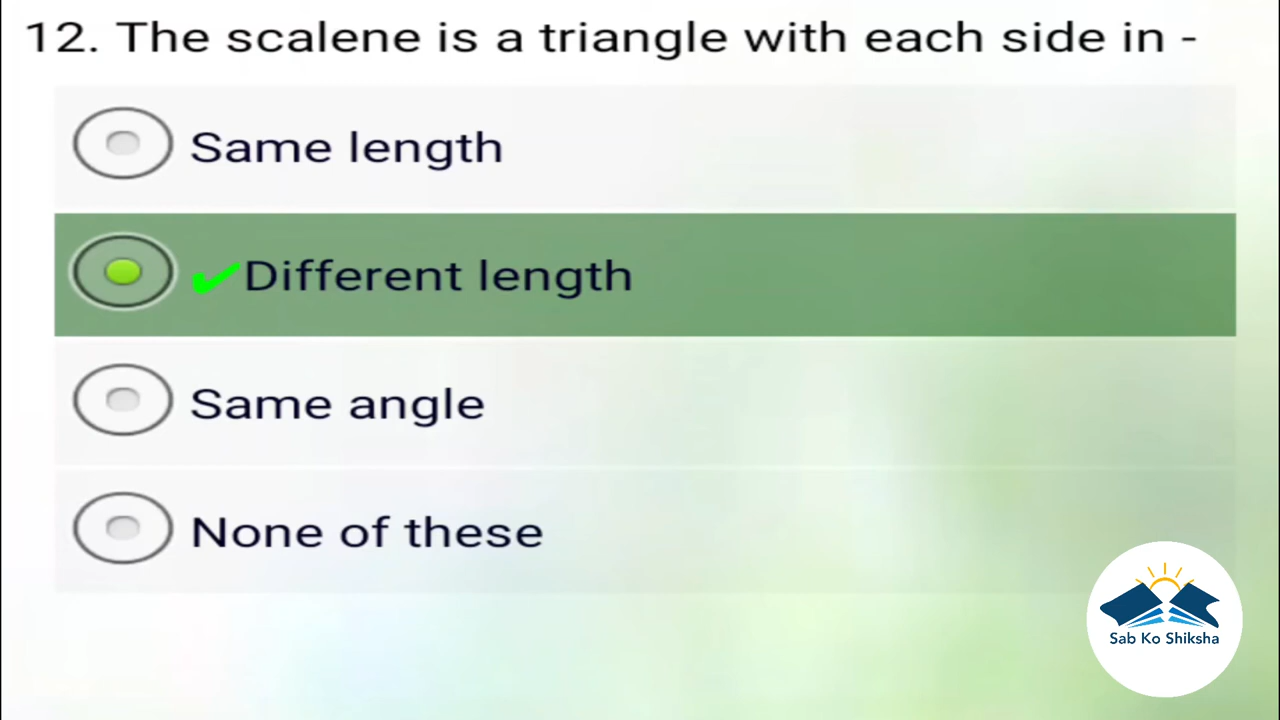 12. The scalene is a triangle with each side in -
Same length
✔Different length
Same angle
None of these
Sab Ko Shiksha